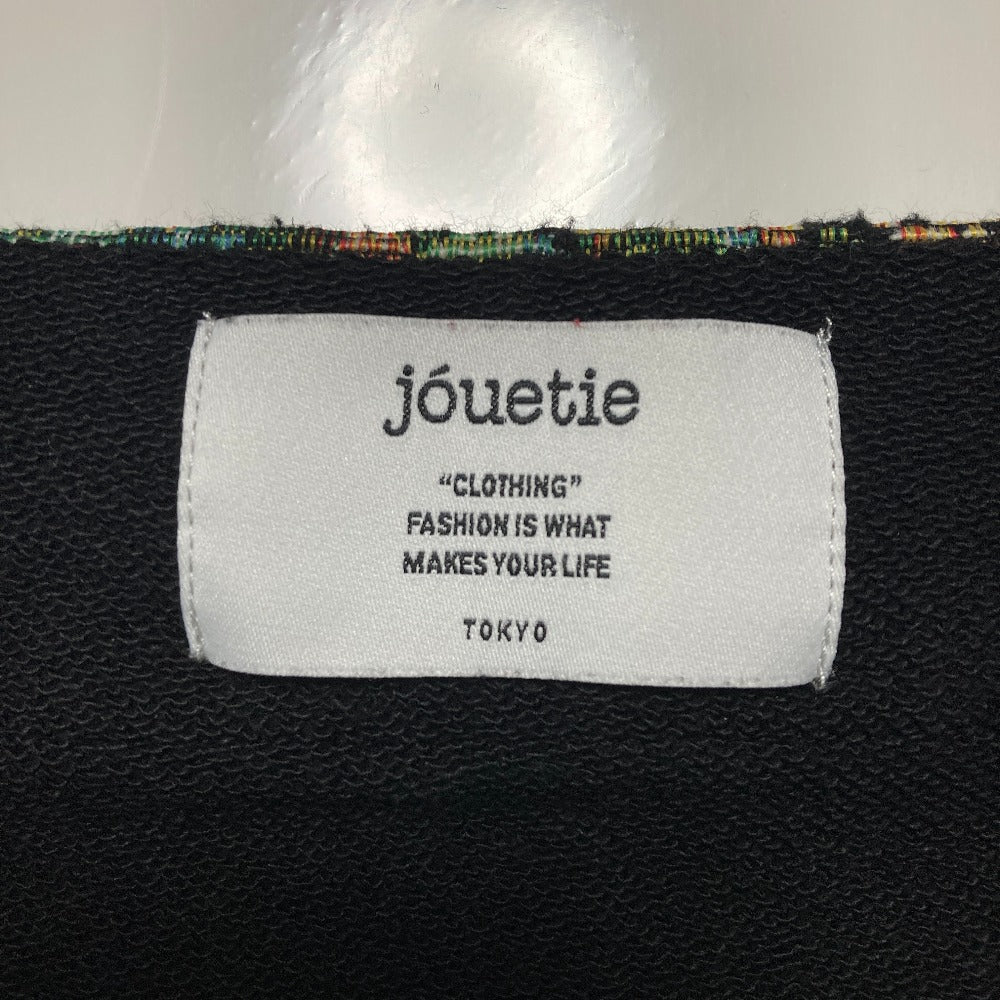 jóuetie
“CLOTHING”
FASHION IS WHAT
MAKES YOUR LIFE
TOKYO